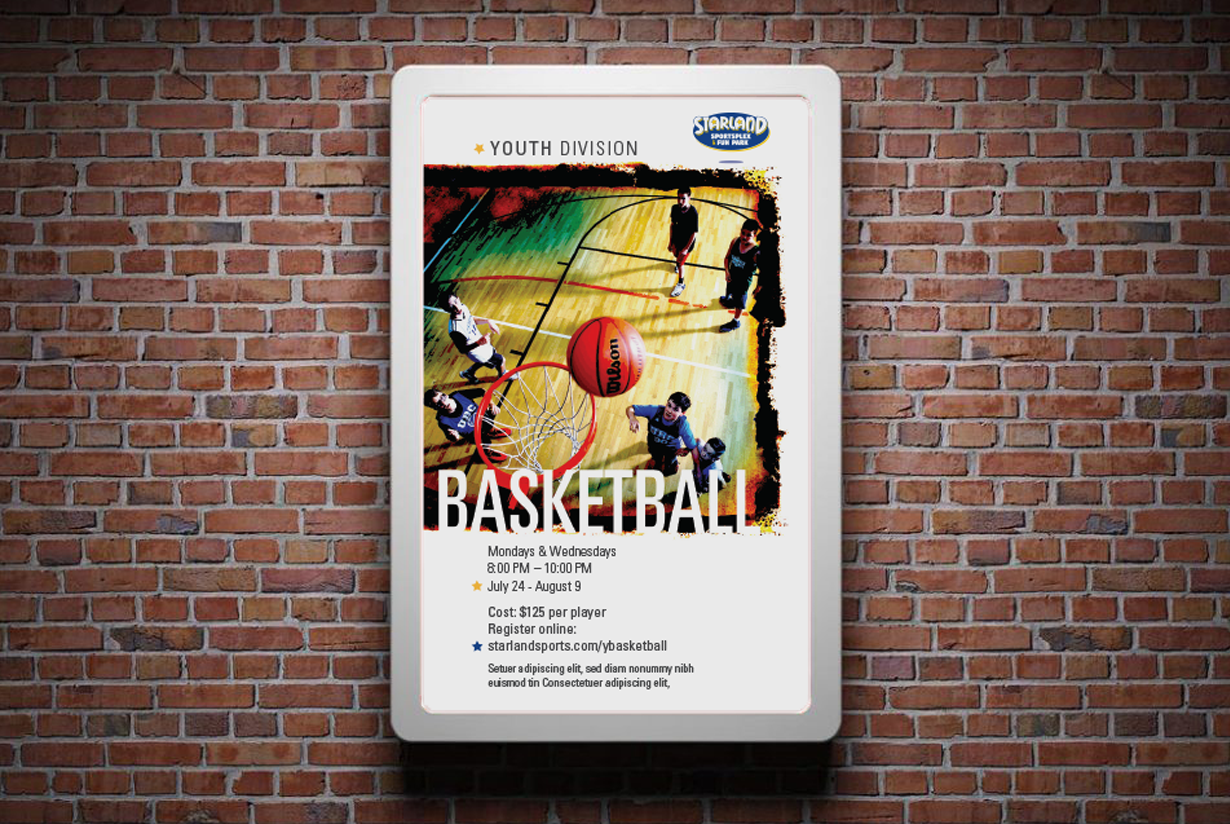 STARLAND
SPORTSPLEX
& FUN PARK
YOUTH DIVISION
Wilson
BASKETBALL
Mondays & Wednesdays
8:00 PM – 10:00 PM
July 24 - August 9
Cost: $125 per player
Register online:
starlandsports.com/ybasketball
Setuer adipiscing elit, sed diam nonummy nibh
euismod tin Consectetuer adipiscing elit,